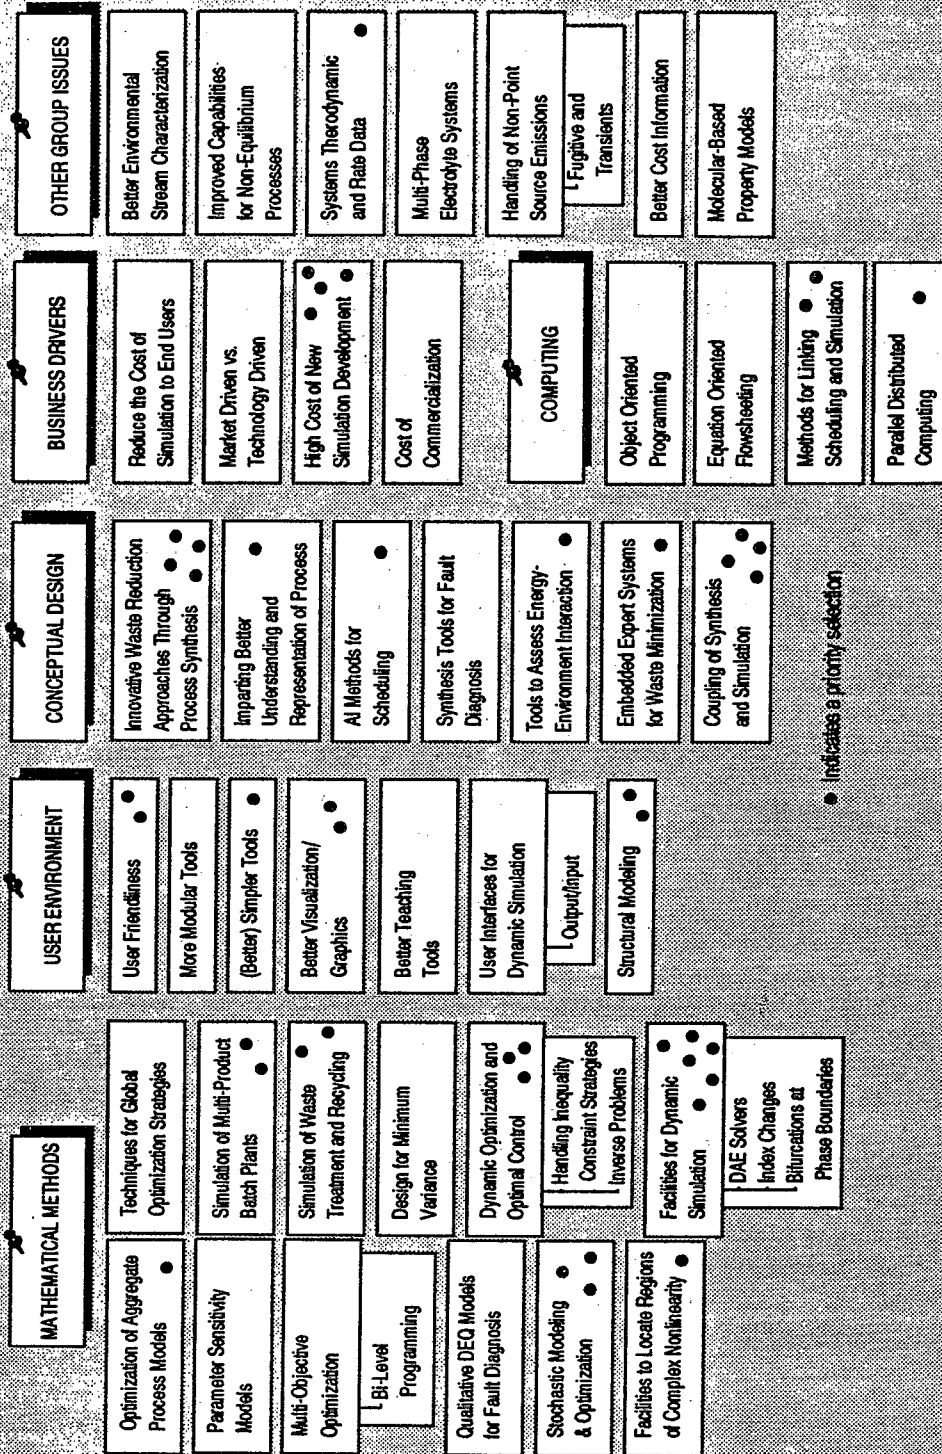 MATHEMATICAL METHODS
Optimization of Aggregate
Process Models
Parameter Sensitivity
Models
Multi-Objective
Optimization
Bi-Level
Programming
Qualitative DEQ Models
for Fault Diagnosis
Stochastic Modeling
& Optimization
Facilities to Locate Regions
of Complex Nonlinearity
Techniques for Global
Optimization Strategies
Simulation of Multi-Product
Batch Plants
Simulation of Waste
Treatment and Recycling
Design for Minimum
Variance
Dynamic Optimization and
Optimal Control
Handling Inequality
Constraint Strategies
Inverse Problems
Facilities for Dynamic
Simulation
DAE Solvers
Index Changes
Bifurcations at
Phase Boundaries
USER ENVIRONMENT
User Friendliness
More Modular Tools
(Better) Simpler Tools
Better Visualization/
Graphics
Better Teaching
Tools
User Interfaces for
Dynamic Simulation
Output/Input
Structural Modeling
CONCEPTUAL DESIGN
Innovative Waste Reduction
Approaches Through
Process Synthesis
Imparting Better
Understanding and
Representation of Process
AI Methods for
Scheduling
Synthesis Tools for Fault
Diagnosis
Tools to Assess Energy-
Environment Interaction
Embedded Expert Systems
for Waste Minimization
Coupling of Synthesis
and Simulation
BUSINESS DRIVERS
Reduce the Cost of
Simulation to End Users
Market Driven vs.
Technology Driven
High Cost of New
Simulation Development
Cost of
Commercialization
COMPUTING
Object Oriented
Programming
Equation Oriented
Flowsheeting
Methods for Linking
Scheduling and Simulation
Parallel Distributed
Computing
OTHER GROUP ISSUES
Better Environmental
Stream Characterization
Improved Capabilities
for Non-Equilibrium
Processes
Systems Therodynamic
and Rate Data
Multi-Phase
Electrolyte Systems
Handling of Non-Point
Source Emissions
Fugitive and
Transients
Better Cost Information
Molecular-Based
Property Models
● Indicates a priority selection